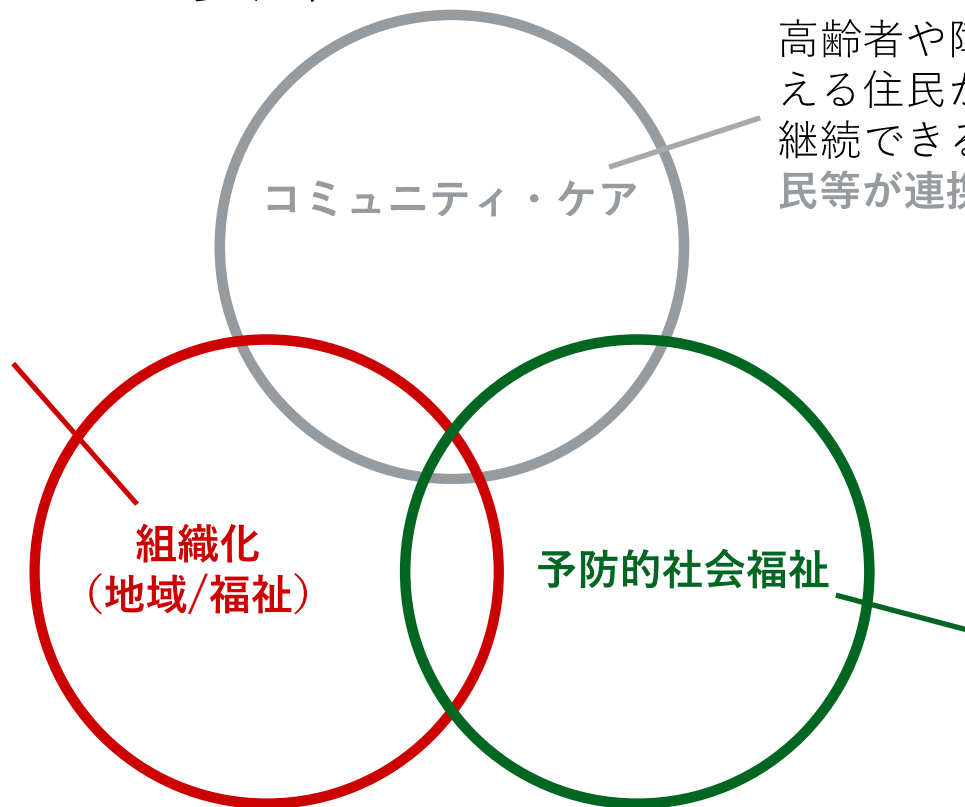 高齢者や障
える住民が
継続できる
民等が連携
コミュニティ・ケア
組織化
（地域/福祉）
予防的社会福祉